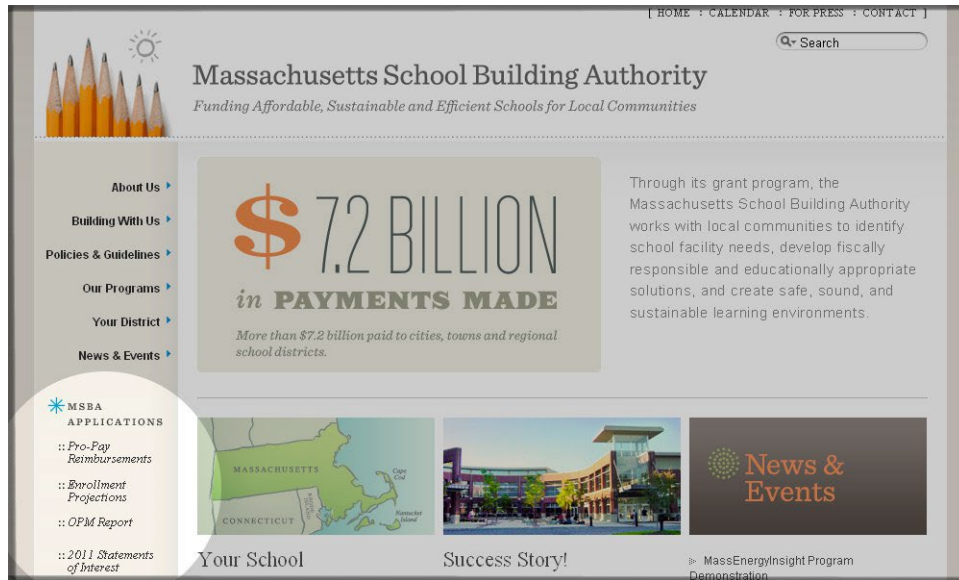 [ HOME : CALENDAR : FOR PRESS : CONTACT ]
Search
Massachusetts School Building Authority
Funding Affordable, Sustainable and Efficient Schools for Local Communities
About Us
Building With Us
Policies & Guidelines
Our Programs
Your District
News & Events
$7.2 BILLION
in PAYMENTS MADE
More than $7.2 billion paid to cities, towns and regional
school districts.
Through its grant program, the
Massachusetts School Building Authority
works with local communities to identify
school facility needs, develop fiscally
responsible and educationally appropriate
solutions, and create safe, sound, and
sustainable learning environments.
MSBA
APPLICATIONS
:: Pro-Pay
Reimbursements
:: Enrollment
Projections
:: OPM Report
:: 2011 Statements
of Interest
MASSACHUSETTS
Cape
Cod
CONNECTICUT
Nantucket
Island
Your School
Success Story!
News &
Events
MassEnergyInsight Program
Demonstration